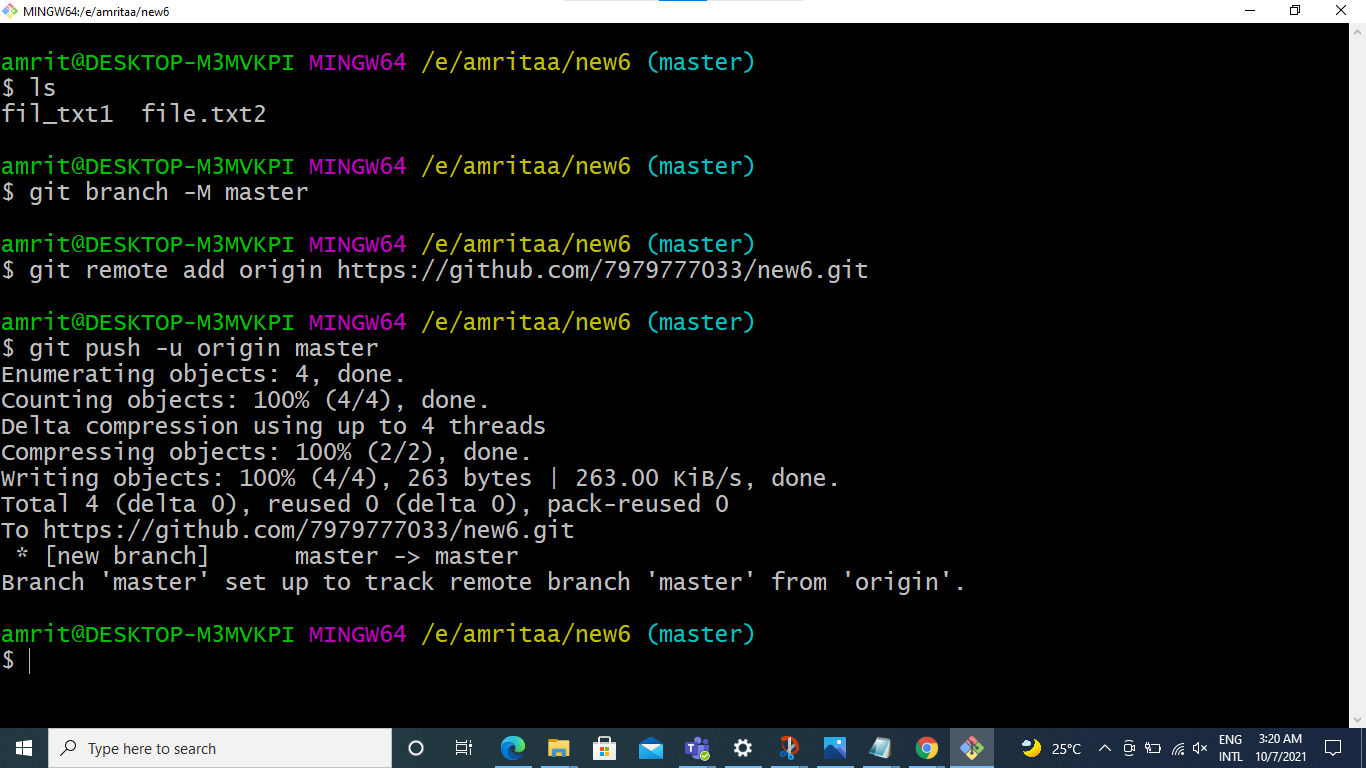 MINGW64:/e/amritaa/new6
amrit@DESKTOP-M3MVKPI MINGW64 /e/amritaa/new6 (master)
$ ls
fil_txt1  file.txt2
amrit@DESKTOP-M3MVKPI MINGW64 /e/amritaa/new6 (master)
$ git branch -M master
amrit@DESKTOP-M3MVKPI MINGW64 /e/amritaa/new6 (master)
$ git remote add origin https://github.com/7979777033/new6.git
amrit@DESKTOP-M3MVKPI MINGW64 /e/amritaa/new6 (master)
$ git push -u origin master
Enumerating objects: 4, done.
Counting objects: 100% (4/4), done.
Delta compression using up to 4 threads
Compressing objects: 100% (2/2), done.
Writing objects: 100% (4/4), 263 bytes | 263.00 KiB/s, done.
Total 4 (delta 0), reused 0 (delta 0), pack-reused 0
To https://github.com/7979777033/new6.git
 * [new branch]      master -> master
Branch 'master' set up to track remote branch 'master' from 'origin'.
amrit@DESKTOP-M3MVKPI MINGW64 /e/amritaa/new6 (master)
$
Type here to search
25°C
ENG
INTL
3:20 AM
10/7/2021